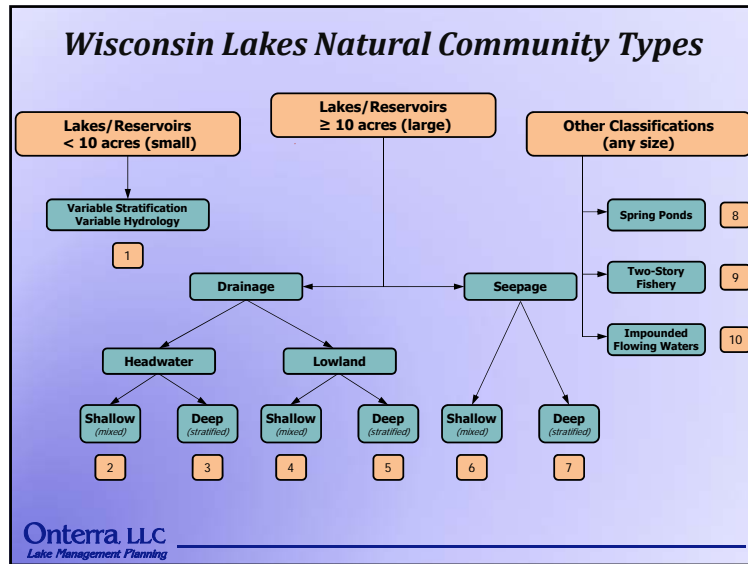 Wisconsin Lakes Natural Community Types
Lakes/Reservoirs
≥ 10 acres (large)
Lakes/Reservoirs
< 10 acres (small)
Other Classifications
(any size)
Variable Stratification
Variable Hydrology
1
Spring Ponds
8
Two-Story
Fishery
9
Impounded
Flowing Waters
10
Drainage
Seepage
Headwater
Lowland
Shallow
(mixed)
Deep
(stratified)
Shallow
(mixed)
Deep
(stratified)
Shallow
(mixed)
Deep
(stratified)
2
3
4
5
6
7
Onterra, LLC
Lake Management Planning